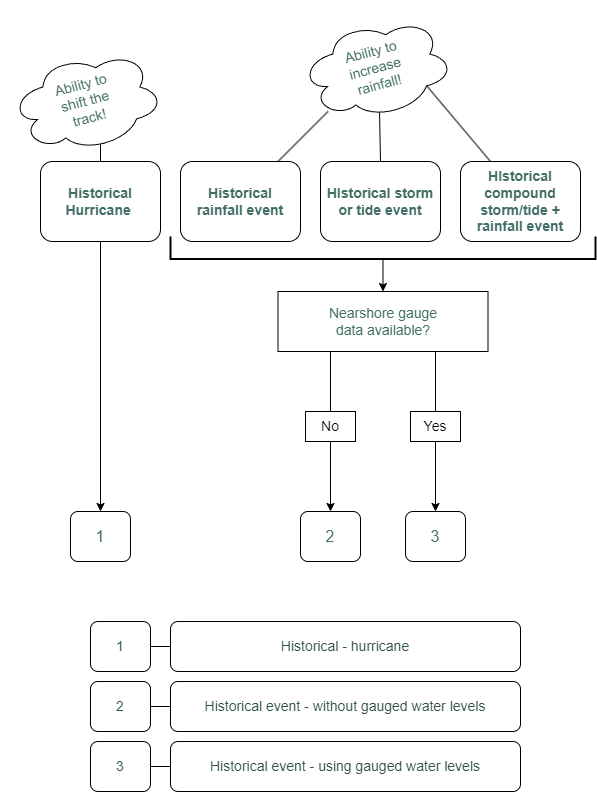 Ability to
increase
rainfall!
Ability to
shift the
track!
Historical
Hurricane
Historical
rainfall event
HIstorical storm
or tide event
HIstorical
compound
storm/tide +
rainfall event
Nearshore gauge
data available?
No
Yes
1
2
3
1
Historical - hurricane
2
Historical event - without gauged water levels
3
Historical event - using gauged water levels